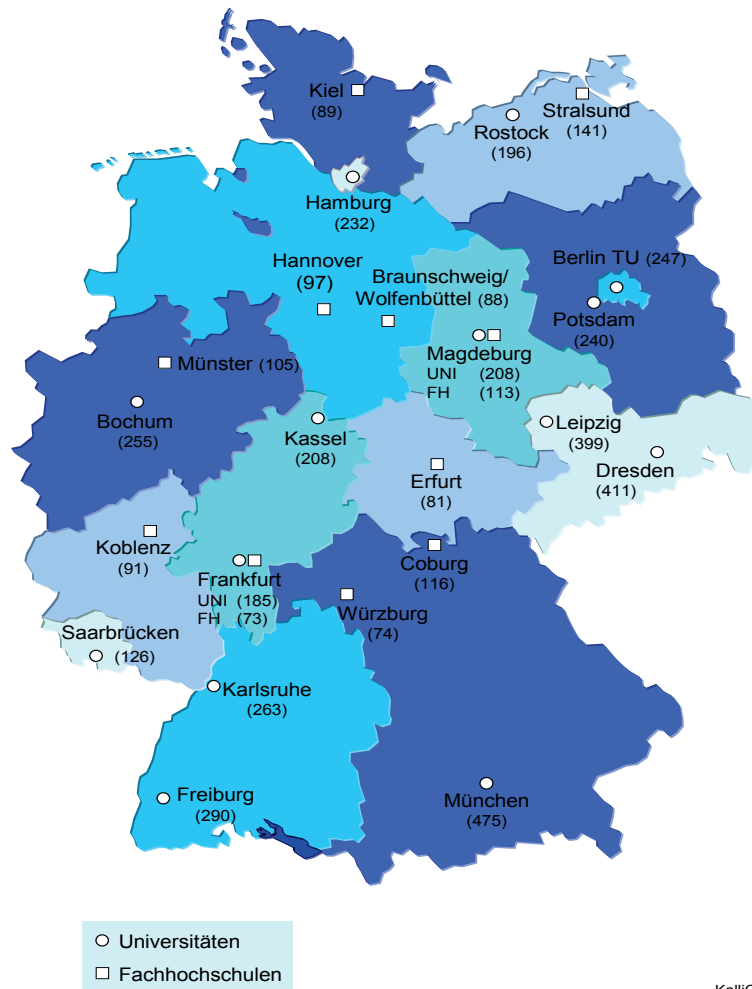 Kiel
(89)
Stralsund
(141)
Rostock
(196)
Hamburg
(232)
Hannover
(97)
Braunschweig/
Wolfenbüttel (88)
Berlin TU (247)
Potsdam
(240)
Magdeburg
UNI (208)
FH (113)
Münster (105)
Bochum
(255)
Kassel
(208)
Leipzig
(399)
Dresden
(411)
Erfurt
(81)
Koblenz
(91)
Coburg
(116)
Frankfurt
UNI (185)
FH (73)
Würzburg
(74)
Saarbrücken
(126)
Karlsruhe
(263)
Freiburg
(290)
München
(475)
Universitäten
Fachhochschulen